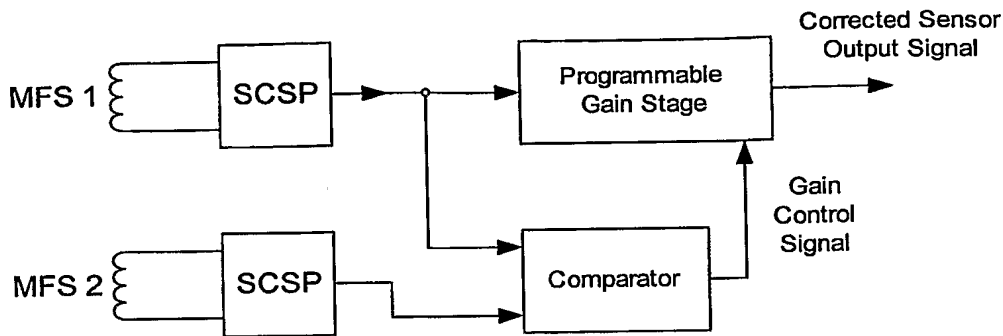 Corrected Sensor
Output Signal
MFS 1
SCSP
Programmable
Gain Stage
Gain
Control
Signal
MFS 2
SCSP
Comparator